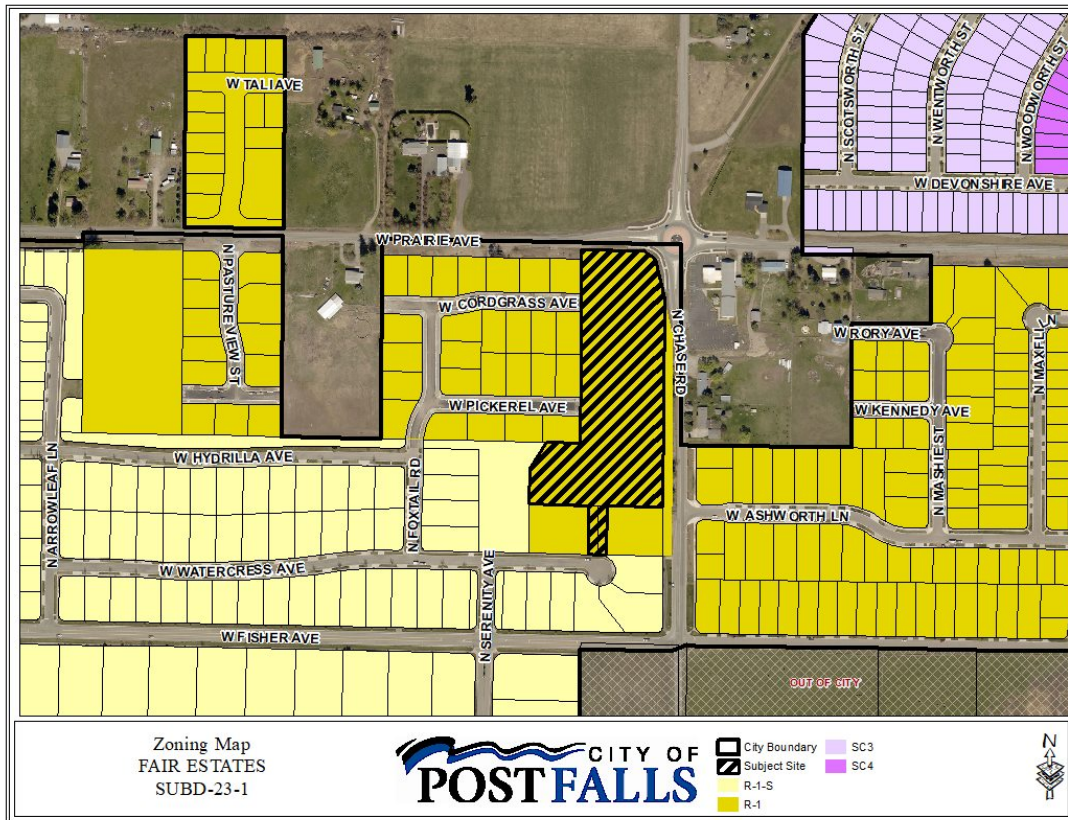 W TALI AVE
N SCOTSWORTH ST
N WENTWORTH ST
N WOODWORTH ST
W DEVONSHIRE AVE
W PRAIRIE AVE
N PASTURE VIEW ST
W CORDGRASS AVE
N CHASE RD
W RORY AVE
N MAXFLI LN
W PICKEREL AVE
W KENNEDY AVE
N MASHIE ST
W HYDRILLA AVE
N FOXTAIL RD
N ARROWLEAF LN
W ASHWORTH LN
W WATERCRESS AVE
N SERENITY AVE
W FISHER AVE
OUT OF CITY
Zoning Map
FAIR ESTATES
SUBD-23-1
CITY OF
POST FALLS
City Boundary
Subject Site
R-1-S
R-1
SC3
SC4
N